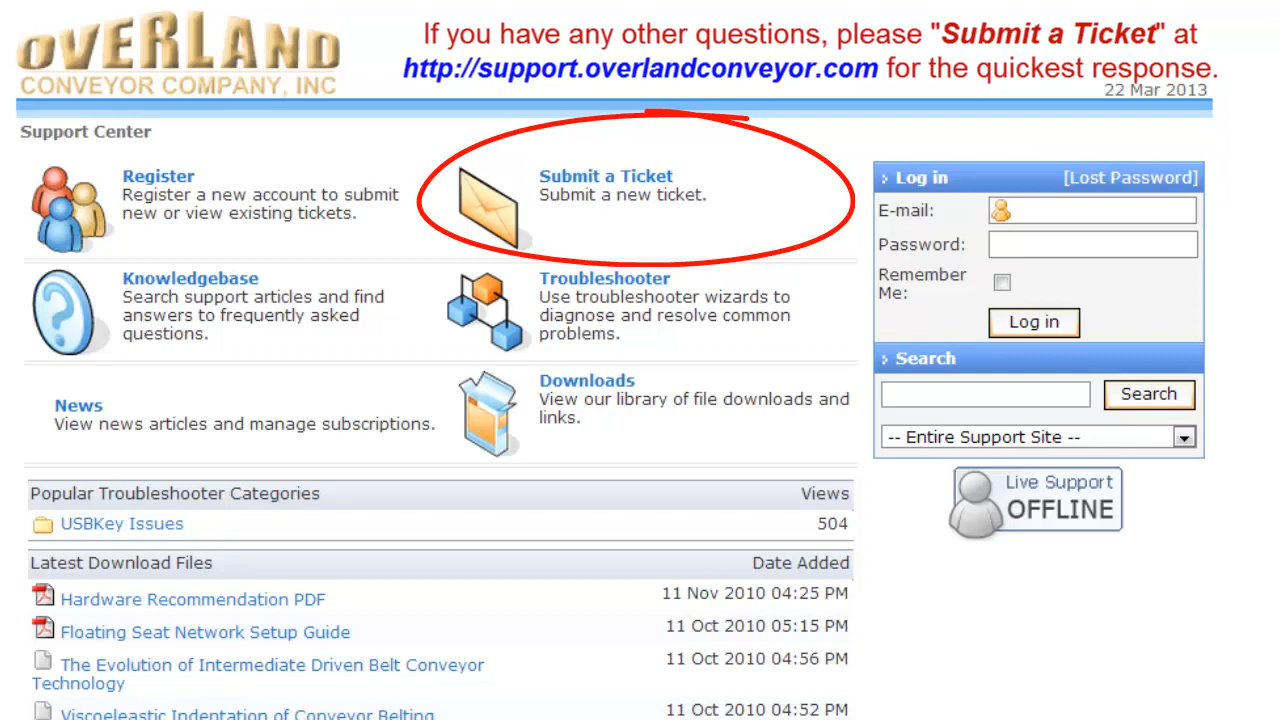 OVERLAND
CONVEYOR COMPANY, INC
If you have any other questions, please "Submit a Ticket" at
http://support.overlandconveyor.com for the quickest response.
22 Mar 2013
Support Center
Register
Register a new account to submit
new or view existing tickets.
Submit a Ticket
Submit a new ticket.
Knowledgebase
Search support articles and find
answers to frequently asked
questions.
Troubleshooter
Use troubleshooter wizards to
diagnose and resolve common
problems.
News
View news articles and manage subscriptions.
Downloads
View our library of file downloads and
links.
Log in [Lost Password]
E-mail:
Password:
Remember
Me:
Log in
Search
Search
-- Entire Support Site --
Live Support
OFFLINE
Popular Troubleshooter Categories Views
USBKey Issues 504
Latest Download Files Date Added
Hardware Recommendation PDF 11 Nov 2010 04:25 PM
Floating Seat Network Setup Guide 11 Oct 2010 05:15 PM
The Evolution of Intermediate Driven Belt Conveyor 11 Oct 2010 04:56 PM
Technology
Viscoeleastic Indentation of Conveyor Belting 11 Oct 2010 04:52 PM